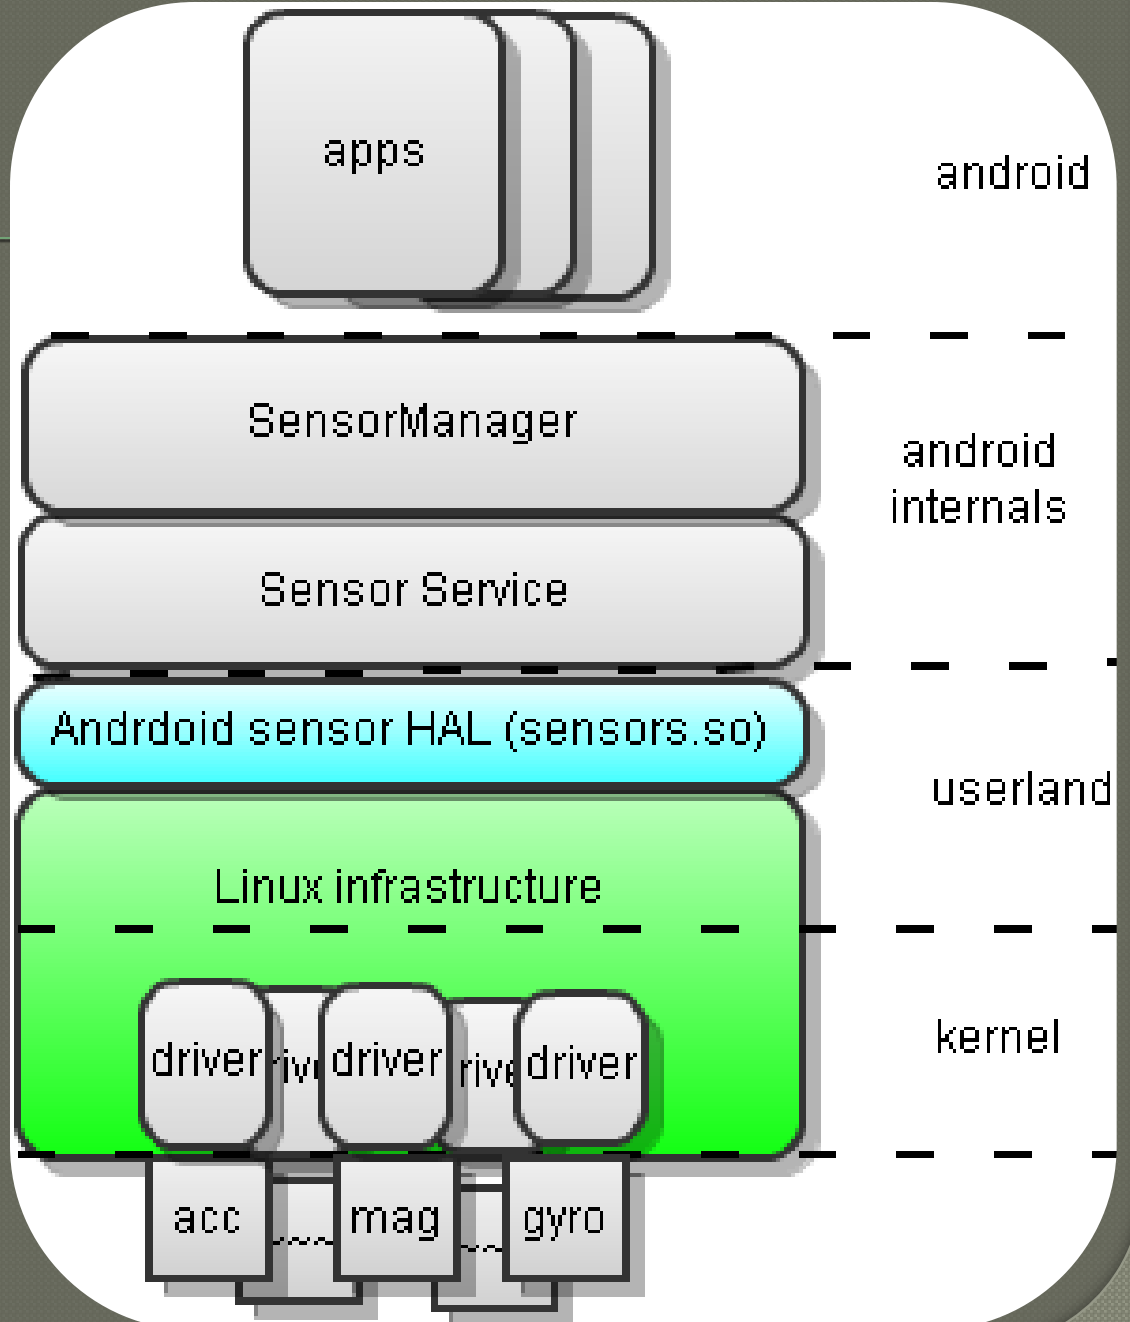 apps
android
SensorManager
android
internals
Sensor Service
Andrdoid sensor HAL (sensors.so)
userland
Linux infrastructure
driver
driver
driver
kernel
acc
mag
gyro